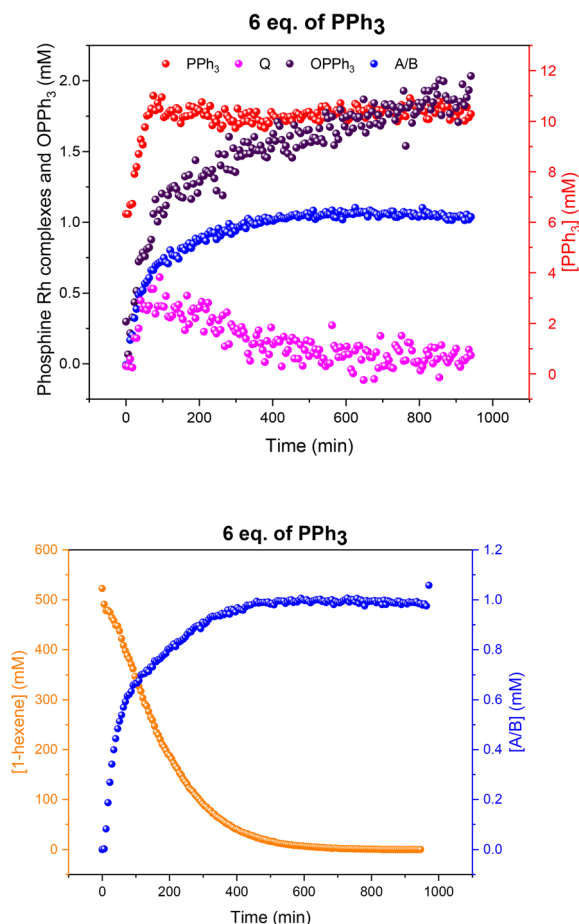 6 eq. of PPh3
PPh3 Q OPPh3 A/B
Phosphine Rh complexes and OPPh3 (mM)
2.0
1.5
1.0
0.5
0.0
12
10
8
6
4
2
0
[PPh3] (mM)
0 200 400 600 800 1000
Time (min)
6 eq. of PPh3
[1-hexene] (mM)
600
500
400
300
200
100
0
1.2
1.0
0.8
0.6
0.4
0.2
0.0
[A/B] (mM)
0 200 400 600 800 1000
Time (min)